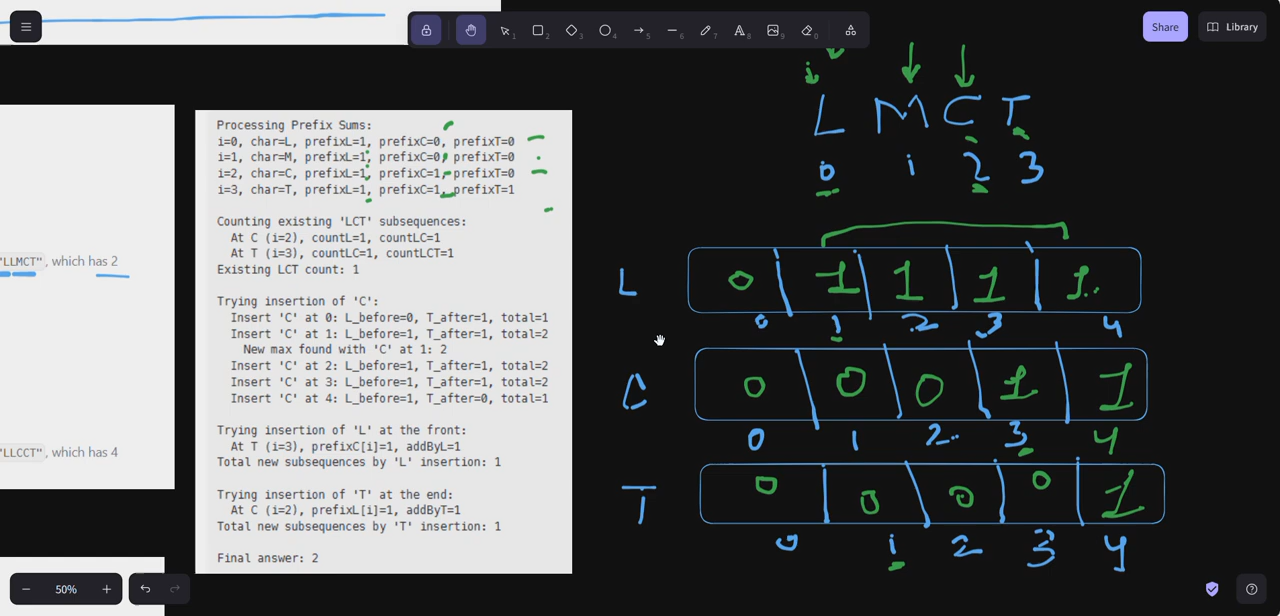 Share
Library
1
2
3
4
5
6
7
8
9
0
"LLMCT", which has 2
"LLCCT", which has 4
Processing Prefix Sums:
i=0, char=L, prefixL=1, prefixC=0, prefixT=0
i=1, char=M, prefixL=1, prefixC=0, prefixT=0
i=2, char=C, prefixL=1, prefixC=1, prefixT=0
i=3, char=T, prefixL=1, prefixC=1, prefixT=1
Counting existing 'LCT' subsequences:
At C (i=2), countL=1, countLC=1
At T (i=3), countLC=1, countLCT=1
Existing LCT count: 1
Trying insertion of 'C':
Insert 'C' at 0: L_before=0, T_after=1, total=1
Insert 'C' at 1: L_before=1, T_after=1, total=2
New max found with 'C' at 1: 2
Insert 'C' at 2: L_before=1, T_after=1, total=2
Insert 'C' at 3: L_before=1, T_after=1, total=2
Insert 'C' at 4: L_before=1, T_after=0, total=1
Trying insertion of 'L' at the front:
At T (i=3), prefixC[i]=1, addByL=1
Total new subsequences by 'L' insertion: 1
Trying insertion of 'T' at the end:
At C (i=2), prefixL[i]=1, addByT=1
Total new subsequences by 'T' insertion: 1
Final answer: 2
i
L M C T
0 1 2 3
L 0 1 1 1 1
0 1 2 3 4
C 0 0 0 1 1
0 1 2 3 4
T 0 0 0 0 1
0 1 2 3 4
50%